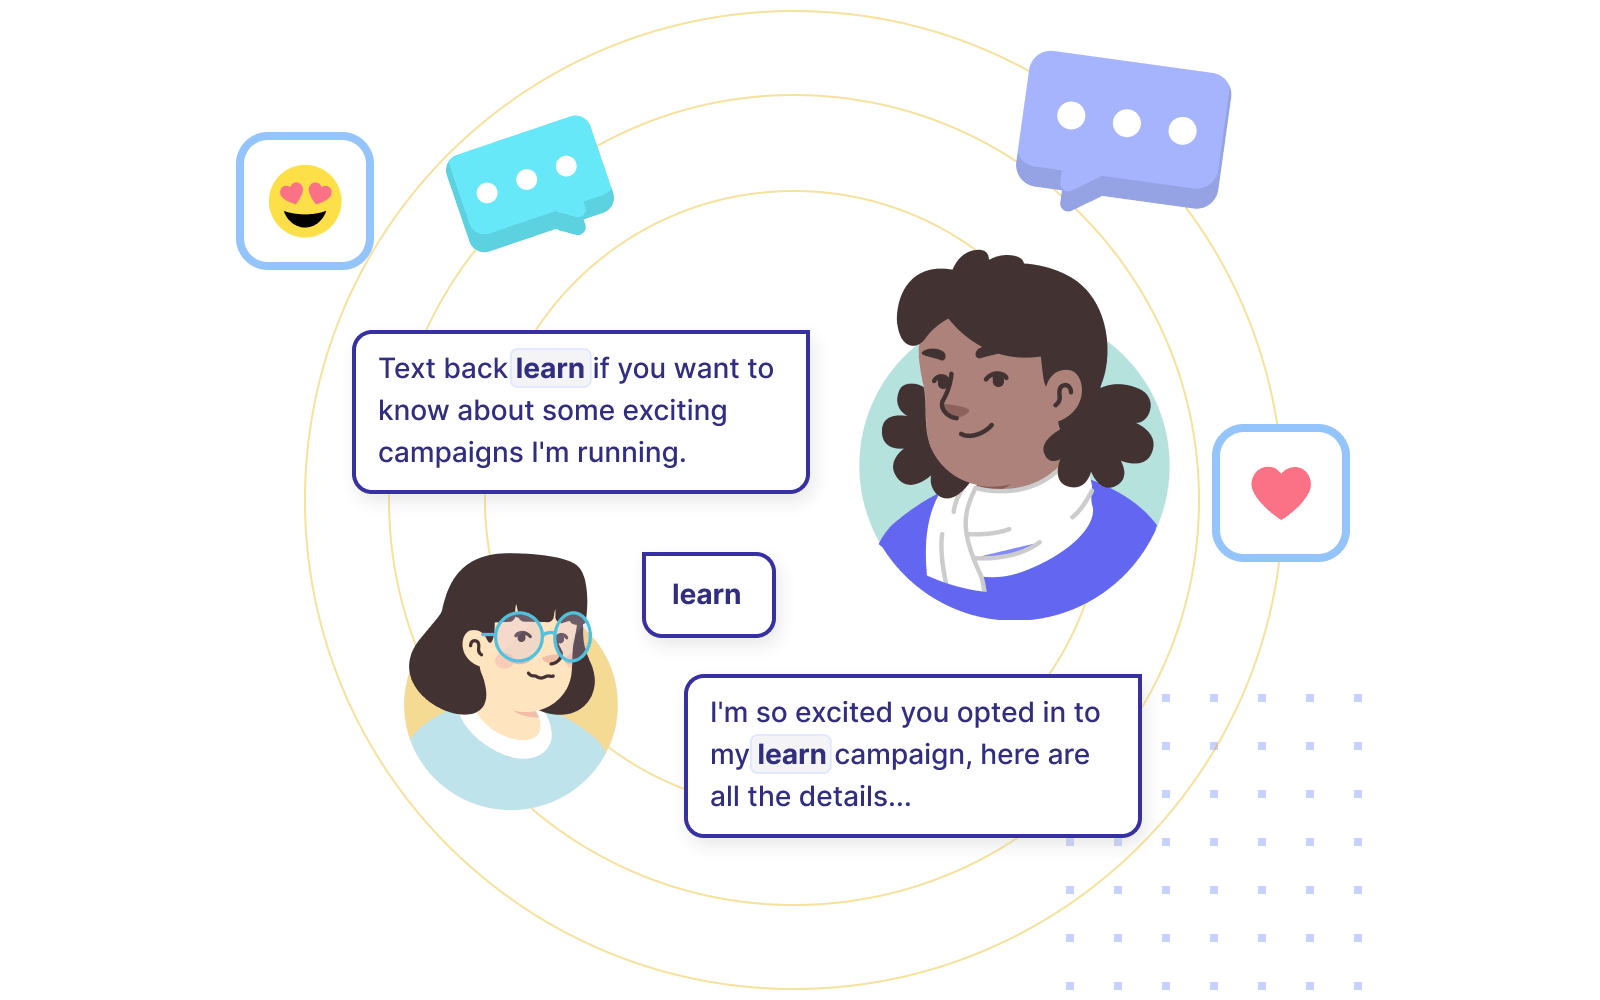 Text back learn if you want to
know about some exciting
campaigns I'm running.
learn
I'm so excited you opted in to
my learn campaign, here are
all the details...